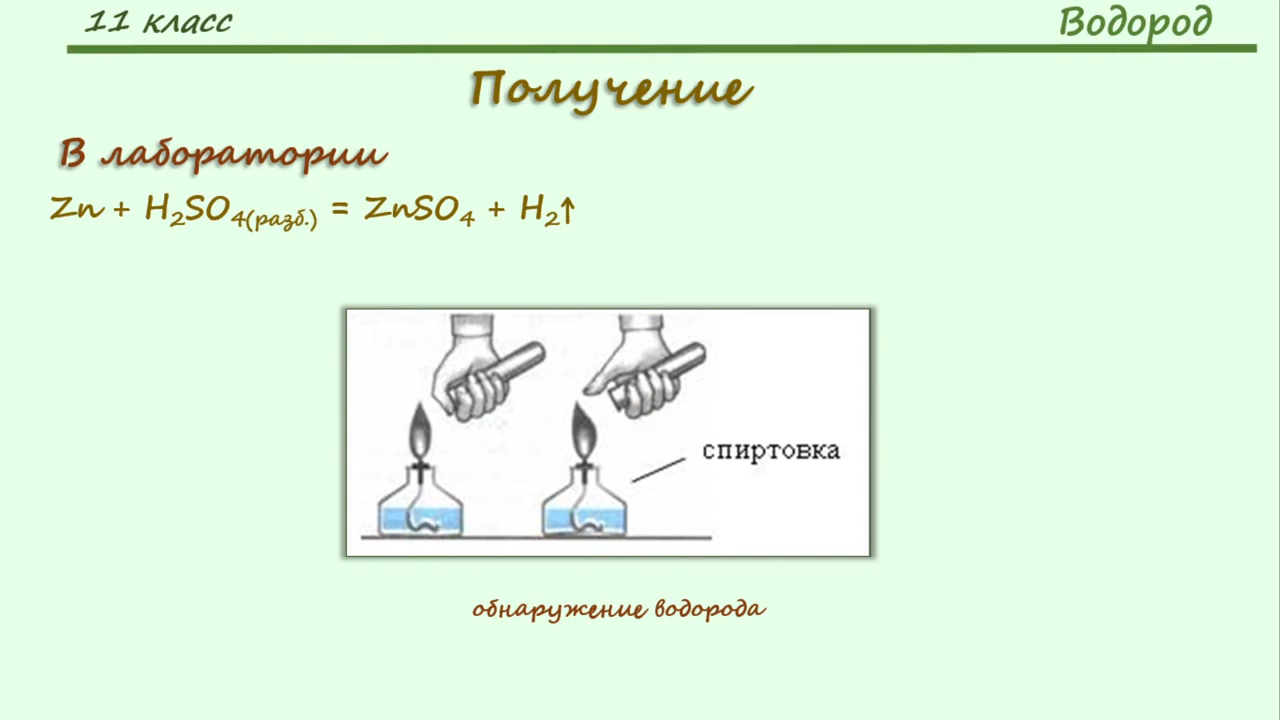 11 класс
Водород
Получение
В лаборатории
Zn + H₂SO₄(разб.) = ZnSO₄ + H₂↑
спиртовка
обнаружение водорода